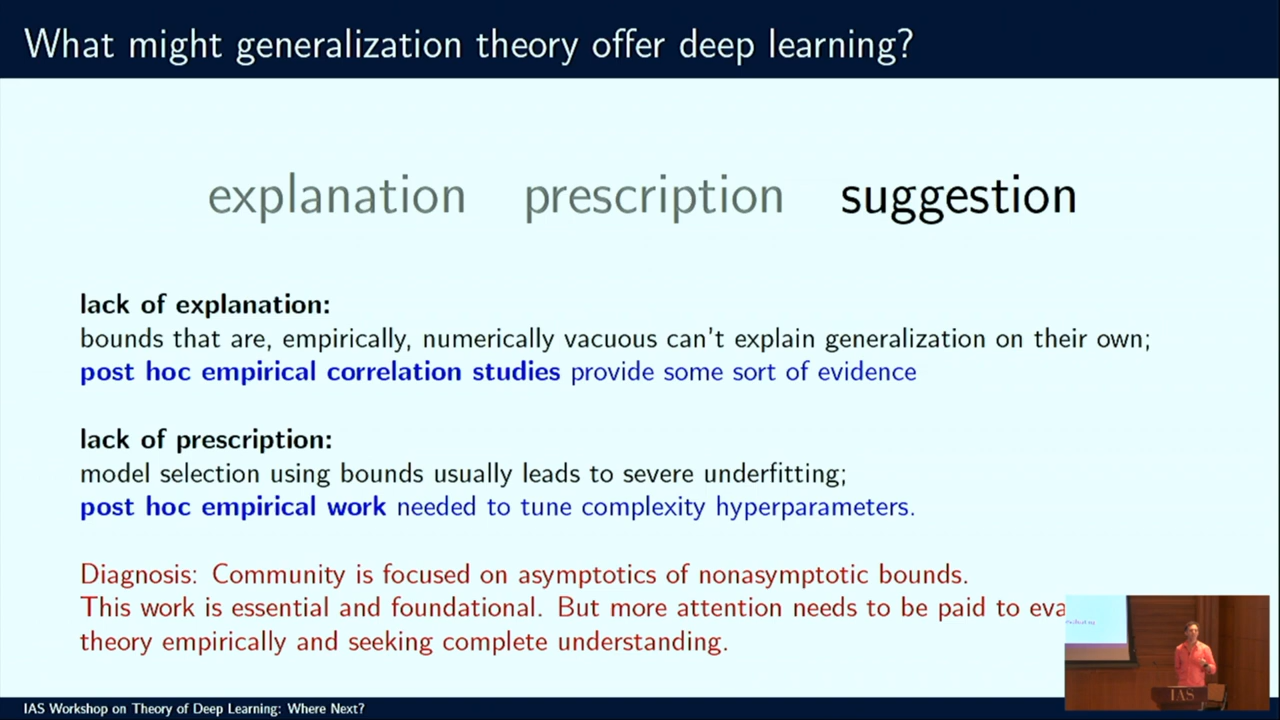 What might generalization theory offer deep learning?
explanation prescription suggestion
lack of explanation:
bounds that are, empirically, numerically vacuous can't explain generalization on their own;
post hoc empirical correlation studies provide some sort of evidence
lack of prescription:
model selection using bounds usually leads to severe underfitting;
post hoc empirical work needed to tune complexity hyperparameters.
Diagnosis: Community is focused on asymptotics of nonasymptotic bounds.
This work is essential and foundational. But more attention needs to be paid to eva
theory empirically and seeking complete understanding.
IAS
IAS Workshop on Theory of Deep Learning: Where Next?